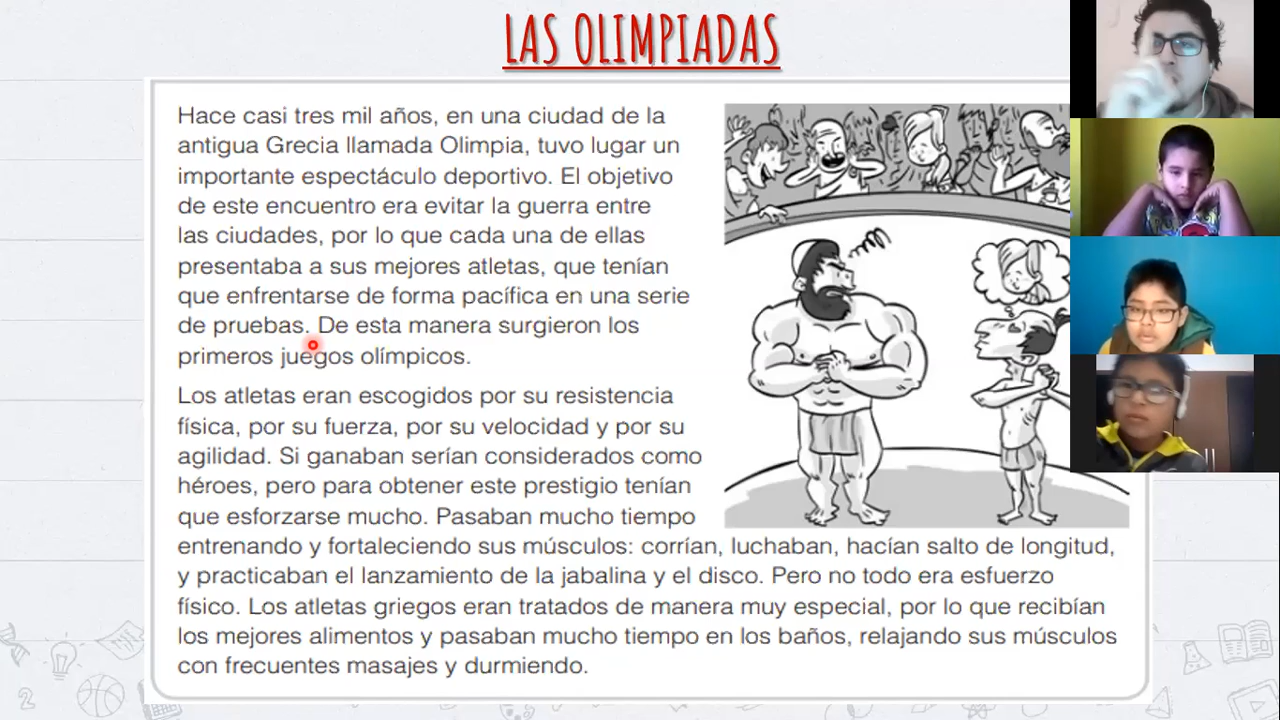 LAS OLIMPIADAS
Hace casi tres mil años, en una ciudad de la
antigua Grecia llamada Olimpia, tuvo lugar un
importante espectáculo deportivo. El objetivo
de este encuentro era evitar la guerra entre
las ciudades, por lo que cada una de ellas
presentaba a sus mejores atletas, que tenían
que enfrentarse de forma pacífica en una serie
de pruebas. De esta manera surgieron los
primeros juegos olímpicos.
Los atletas eran escogidos por su resistencia
física, por su fuerza, por su velocidad y por su
agilidad. Si ganaban serían considerados como
héroes, pero para obtener este prestigio tenían
que esforzarse mucho. Pasaban mucho tiempo
entrenando y fortaleciendo sus músculos: corrían, luchaban, hacían salto de longitud,
y practicaban el lanzamiento de la jabalina y el disco. Pero no todo era esfuerzo
físico. Los atletas griegos eran tratados de manera muy especial, por lo que recibían
los mejores alimentos y pasaban mucho tiempo en los baños, relajando sus músculos
con frecuentes masajes y durmiendo.